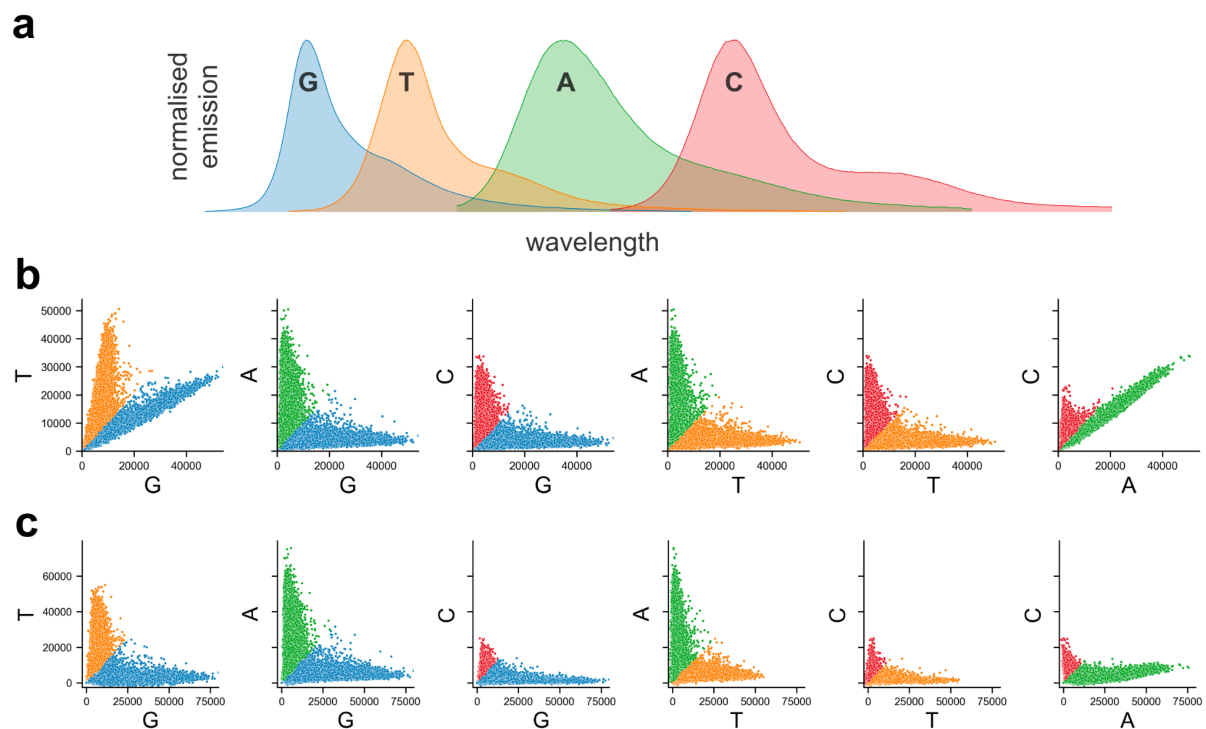 a
normalised
emission
G T A C
wavelength
b
T A C A C C
50000
40000
30000
20000
10000
0
0 20000 40000 0 20000 40000 0 20000 40000 0 20000 40000 0 20000 40000 0 20000 40000
G G G T T A
c
T A C A C C
60000
40000
20000
0
0 25000 50000 75000 0 25000 50000 75000 0 25000 50000 75000 0 25000 50000 75000 0 25000 50000 75000 0 25000 50000 75000
G G G T T A